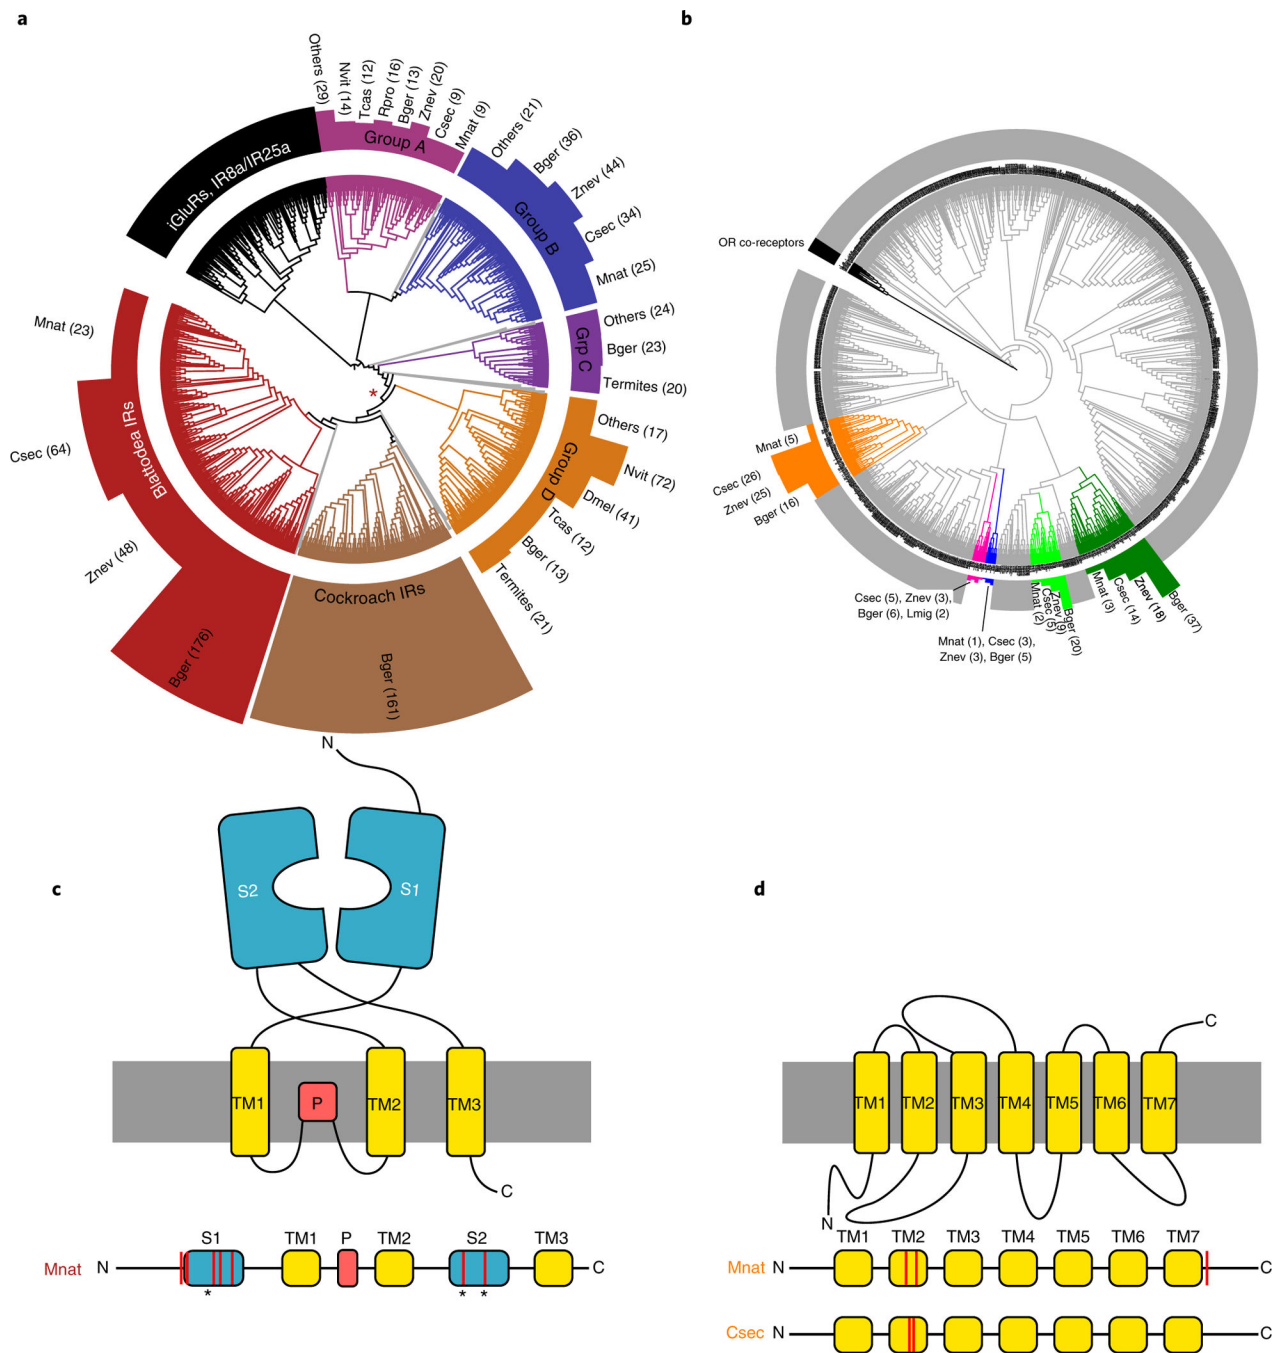 a
b
Others (29)
Nvit (14)
Tcas (12)
Rpro (16)
Bger (13)
Znev (20)
Csec (9)
Mnat (9)
Others (21)
Bger (36)
Znev (44)
Csec (34)
Mnat (25)
iGluRs, IR8a/IR25a
Group A
Group B
Others (24)
Bger (23)
Termites (20)
Grp C
Others (17)
Nvit (72)
Dmel (41)
Tcas (12)
Bger (13)
Termites (21)
Group D
Cockroach IRs
Bger (161)
Blattodea IRs
Mnat (23)
Csec (64)
Znev (48)
Bger (176)
*
OR co-receptors
Mnat (5)
Csec (26)
Znev (25)
Bger (16)
Csec (5), Znev (3),
Bger (6), Lmig (2)
Mnat (1), Csec (3),
Znev (3), Bger (5)
Mnat (2)
Csec (5)
Znev (9)
Bger (20)
Mnat (3)
Csec (14)
Znev (18)
Bger (37)
c
N
S2
S1
TM1
P
TM2
TM3
C
S1 TM1 P TM2 S2 TM3
Mnat N C
* * *
d
C
TM1 TM2 TM3 TM4 TM5 TM6 TM7
N
TM1 TM2 TM3 TM4 TM5 TM6 TM7
Mnat N C
Csec N C